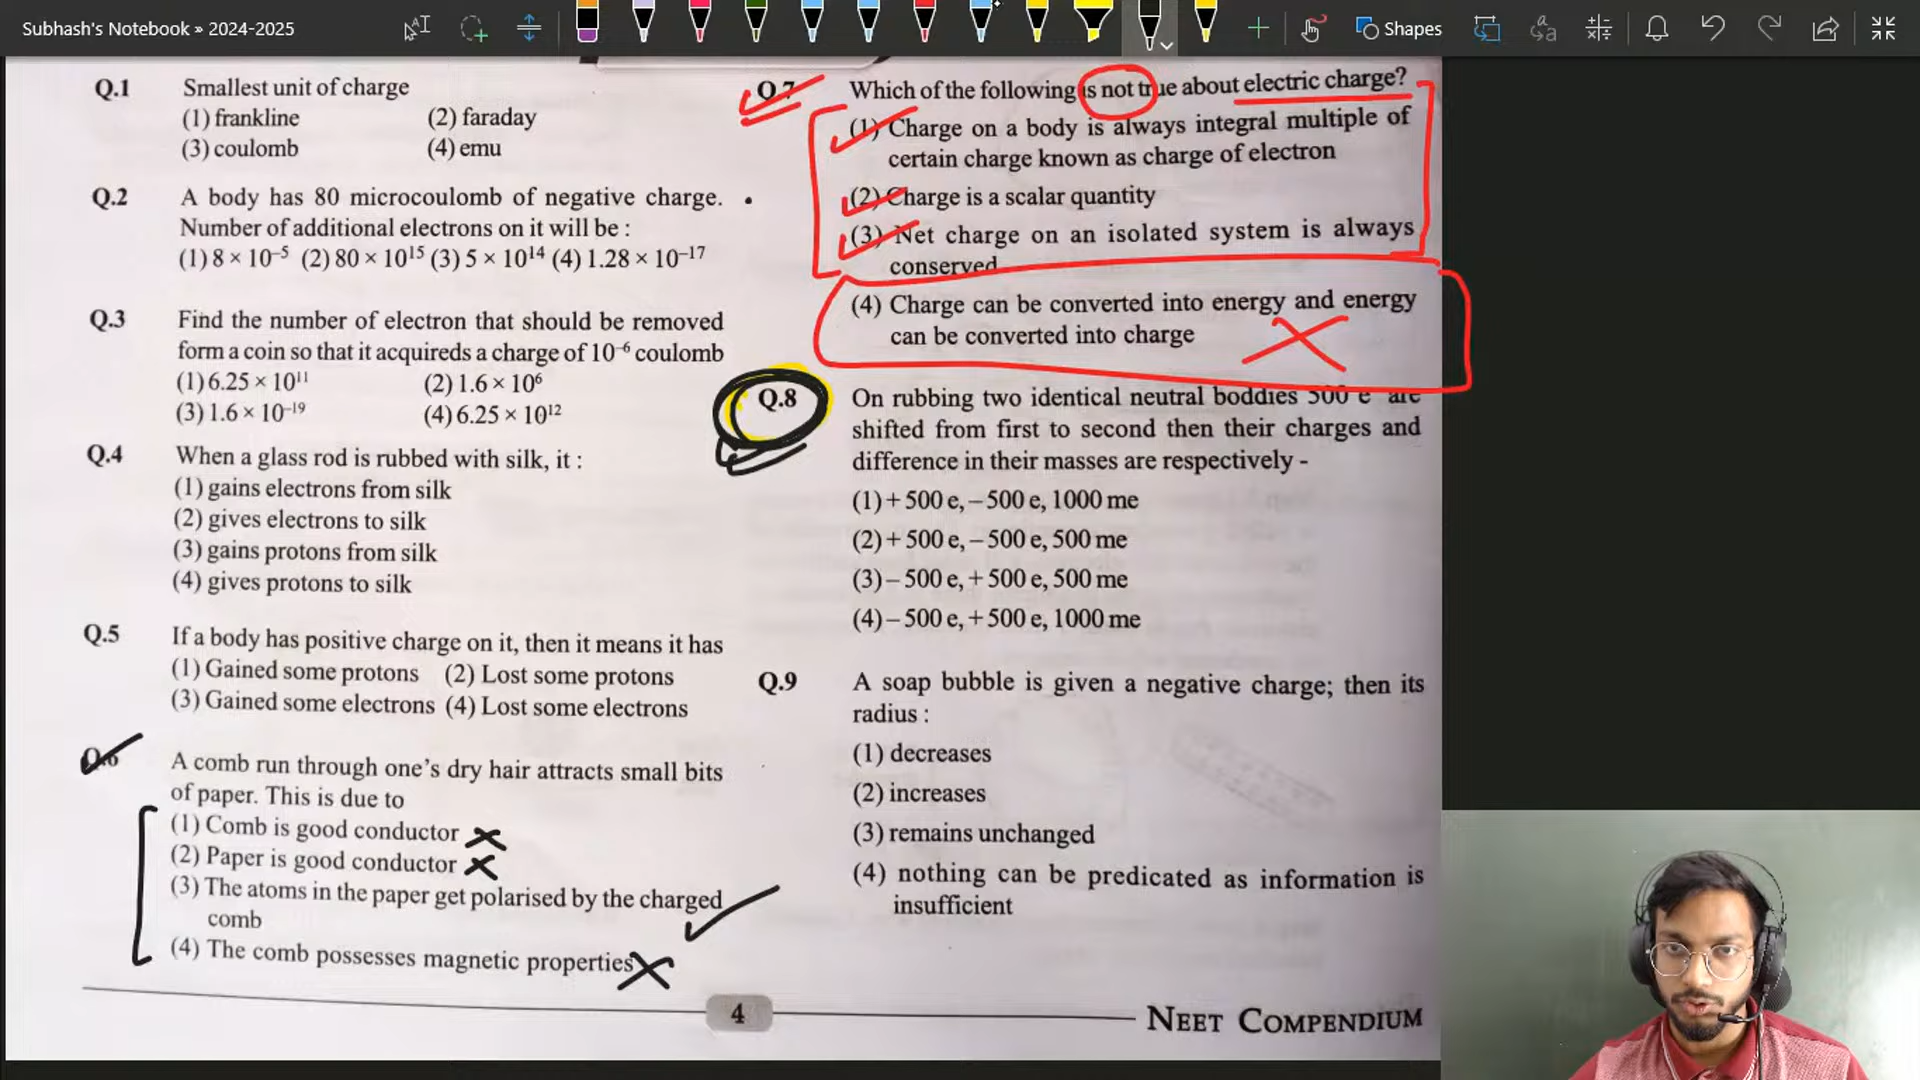 Subhash's Notebook » 2024-2025
Shapes
Q.1 Smallest unit of charge
(1) frankline (2) faraday
(3) coulomb (4) emu
Q.2 A body has 80 microcoulomb of negative charge.
Number of additional electrons on it will be :
(1) 8 × 10⁻⁵ (2) 80 × 10¹⁵ (3) 5 × 10¹⁴ (4) 1.28 × 10⁻¹⁷
Q.3 Find the number of electron that should be removed
form a coin so that it acquireds a charge of 10⁻⁶ coulomb
(1) 6.25 × 10¹¹ (2) 1.6 × 10⁶
(3) 1.6 × 10⁻¹⁹ (4) 6.25 × 10¹²
Q.4 When a glass rod is rubbed with silk, it :
(1) gains electrons from silk
(2) gives electrons to silk
(3) gains protons from silk
(4) gives protons to silk
Q.5 If a body has positive charge on it, then it means it has
(1) Gained some protons (2) Lost some protons
(3) Gained some electrons (4) Lost some electrons
Q.6 A comb run through one's dry hair attracts small bits
of paper. This is due to
(1) Comb is good conductor
(2) Paper is good conductor
(3) The atoms in the paper get polarised by the charged
comb
(4) The comb possesses magnetic properties
Q.7 Which of the following is not true about electric charge?
(1) Charge on a body is always integral multiple of
certain charge known as charge of electron
(2) Charge is a scalar quantity
(3) Net charge on an isolated system is always
conserved
(4) Charge can be converted into energy and energy
can be converted into charge
Q.8 On rubbing two identical neutral boddies 500 e⁻ are
shifted from first to second then their charges and
difference in their masses are respectively -
(1) + 500 e, – 500 e, 1000 me
(2) + 500 e, – 500 e, 500 me
(3) – 500 e, + 500 e, 500 me
(4) – 500 e, + 500 e, 1000 me
Q.9 A soap bubble is given a negative charge; then its
radius :
(1) decreases
(2) increases
(3) remains unchanged
(4) nothing can be predicated as information is
insufficient
4
NEET COMPENDIUM